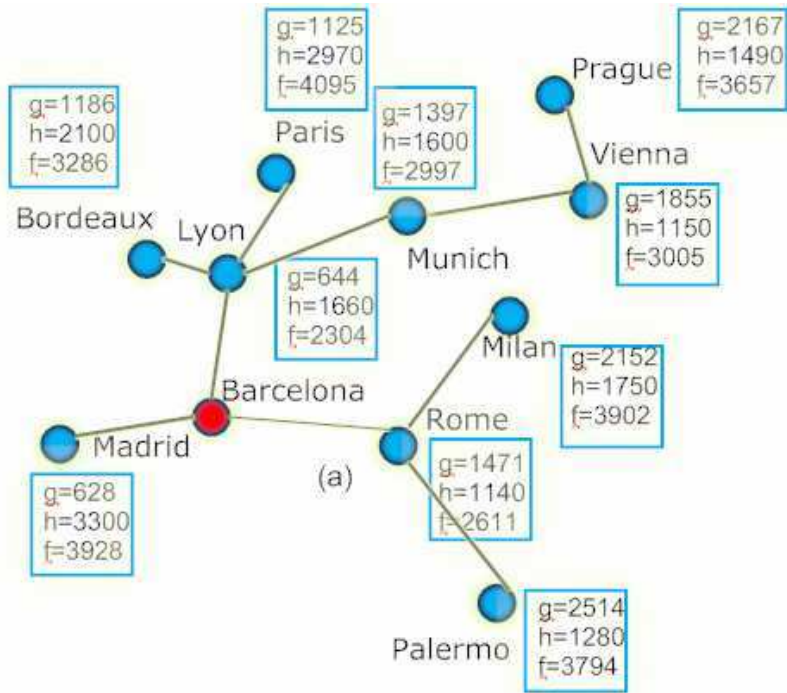 g=1125
h=2970
f=4095
Paris
g=2167
h=1490
f=3657
Prague
g=1186
h=2100
f=3286
Bordeaux
g=1397
h=1600
f=2997
Munich
Vienna
g=1855
h=1150
f=3005
Lyon
g=644
h=1660
f=2304
Milan
g=2152
h=1750
f=3902
Barcelona
Madrid
g=628
h=3300
f=3928
Rome
g=1471
h=1140
f=2611
(a)
g=2514
h=1280
f=3794
Palermo